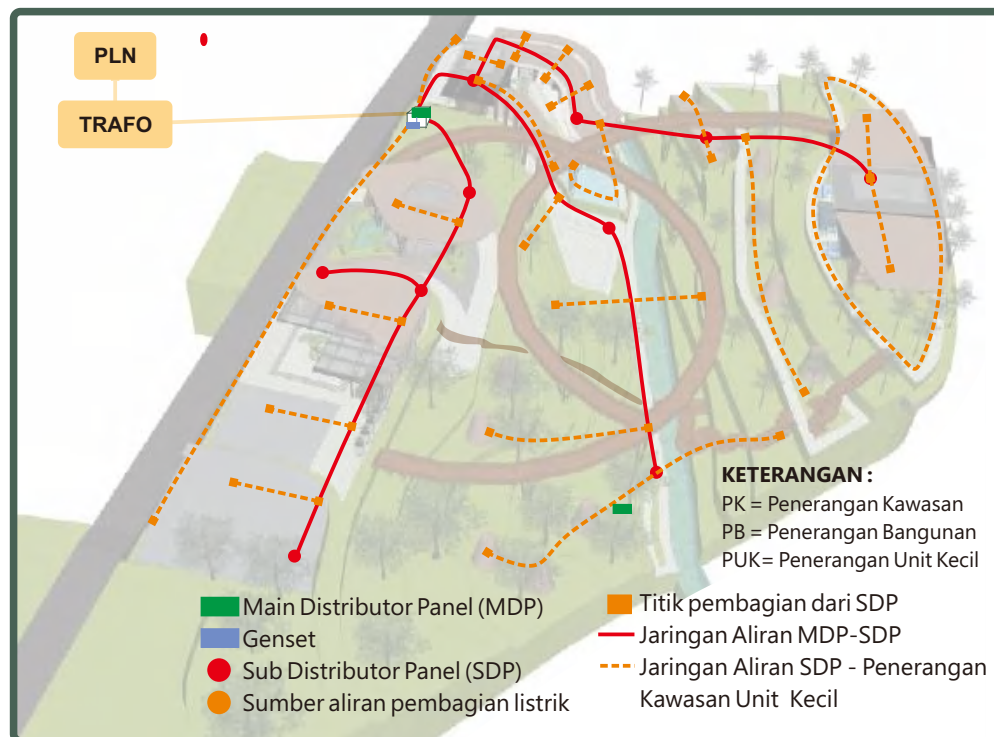 PLN
TRAFO
KETERANGAN :
PK = Penerangan Kawasan
PB = Penerangan Bangunan
PUK= Penerangan Unit Kecil
Main Distributor Panel (MDP)
Genset
Sub Distributor Panel (SDP)
Sumber aliran pembagian listrik
Titik pembagian dari SDP
Jaringan Aliran MDP-SDP
Jaringan Aliran SDP - Penerangan
Kawasan Unit Kecil